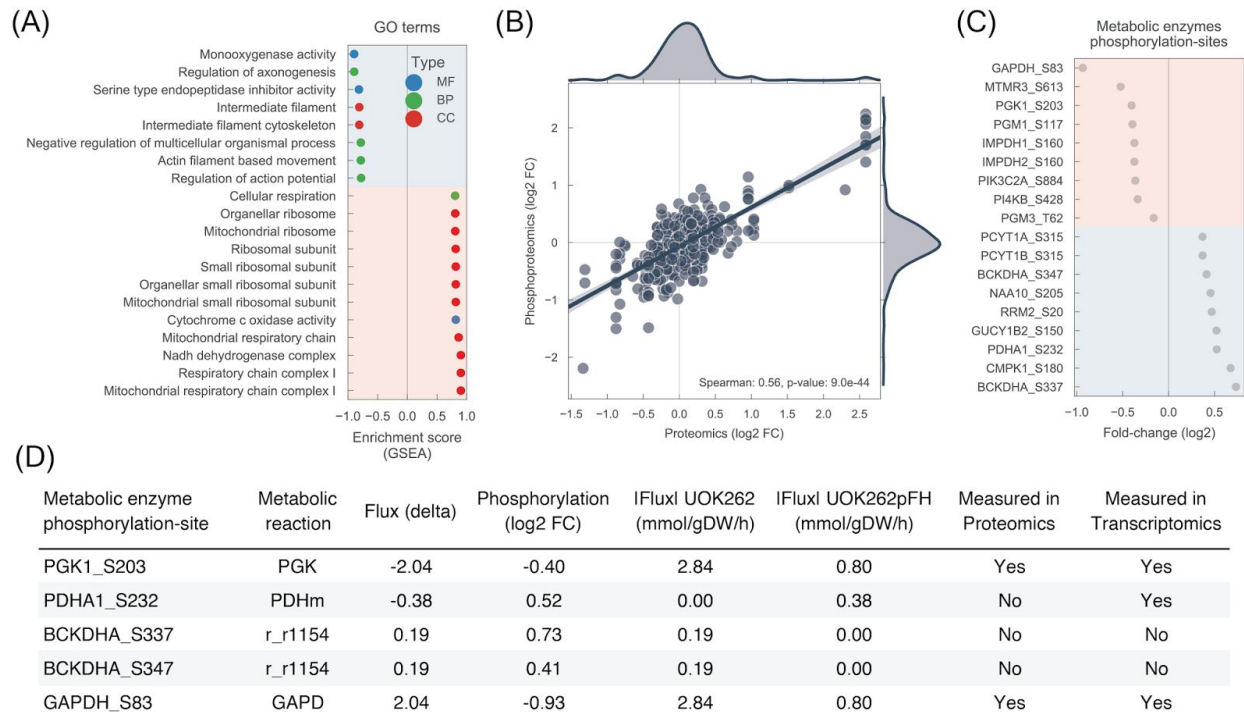 (A)
GO terms
Monooxygenase activity
Regulation of axonogenesis
Serine type endopeptidase inhibitor activity
Intermediate filament
Intermediate filament cytoskeleton
Negative regulation of multicellular organismal process
Actin filament based movement
Regulation of action potential
Cellular respiration
Organellar ribosome
Mitochondrial ribosome
Ribosomal subunit
Small ribosomal subunit
Organellar small ribosomal subunit
Mitochondrial small ribosomal subunit
Cytochrome c oxidase activity
Mitochondrial respiratory chain
Nadh dehydrogenase complex
Respiratory chain complex I
Mitochondrial respiratory chain complex I
Type
MF
BP
CC
−1.0 −0.5 0.0 0.5 1.0
Enrichment score
(GSEA)
(B)
Phosphoproteomics (log2 FC)
2
1
0
−1
−2
Spearman: 0.56, p-value: 9.0e-44
−1.5 −1.0 −0.5 0.0 0.5 1.0 1.5 2.0 2.5
Proteomics (log2 FC)
(C)
Metabolic enzymes
phosphorylation-sites
GAPDH_S83
MTMR3_S613
PGK1_S203
PGM1_S117
IMPDH1_S160
IMPDH2_S160
PIK3C2A_S884
PI4KB_S428
PGM3_T62
PCYT1A_S315
PCYT1B_S315
BCKDHA_S347
NAA10_S205
RRM2_S20
GUCY1B2_S150
PDHA1_S232
CMPK1_S180
BCKDHA_S337
−1.0 −0.5 0.0 0.5
Fold-change (log2)
(D)
Metabolic enzyme Metabolic Flux (delta) Phosphorylation |Flux| UOK262 |Flux| UOK262pFH Measured in Measured in
phosphorylation-site reaction (log2 FC) (mmol/gDW/h) (mmol/gDW/h) Proteomics Transcriptomics
PGK1_S203 PGK -2.04 -0.40 2.84 0.80 Yes Yes
PDHA1_S232 PDHm -0.38 0.52 0.00 0.38 No Yes
BCKDHA_S337 r_r1154 0.19 0.73 0.19 0.00 No No
BCKDHA_S347 r_r1154 0.19 0.41 0.19 0.00 No No
GAPDH_S83 GAPD 2.04 -0.93 2.84 0.80 Yes Yes